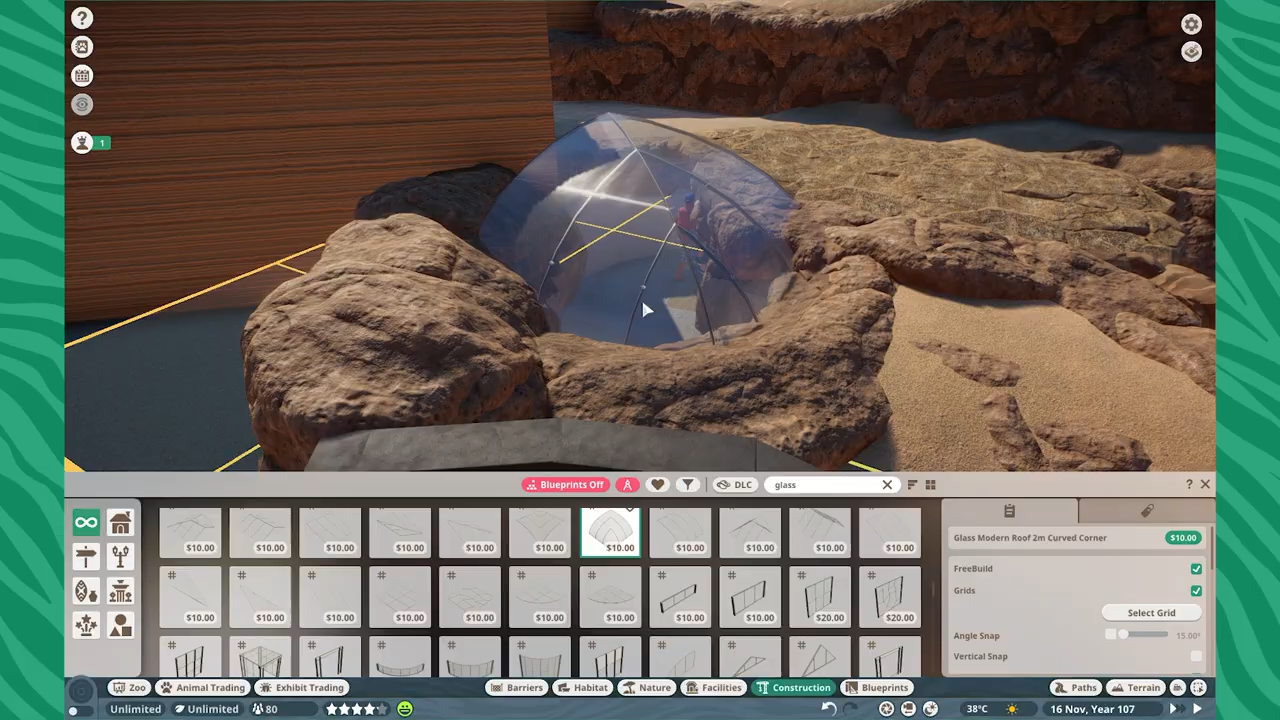 ?
1
Blueprints Off
DLC
glass
?
$10.00 $10.00 $10.00 $10.00 $10.00 $10.00 $10.00 $10.00 $10.00 $10.00 $10.00
$10.00 $10.00 $10.00 $10.00 $10.00 $10.00 $10.00 $10.00 $10.00 $20.00 $20.00
Glass Modern Roof 2m Curved Corner $10.00
FreeBuild
Grids
Select Grid
Angle Snap 15.00°
Vertical Snap
Zoo Animal Trading Exhibit Trading Barriers Habitat Nature Facilities Construction Blueprints Paths Terrain
Unlimited Unlimited 80 38°C 16 Nov, Year 107